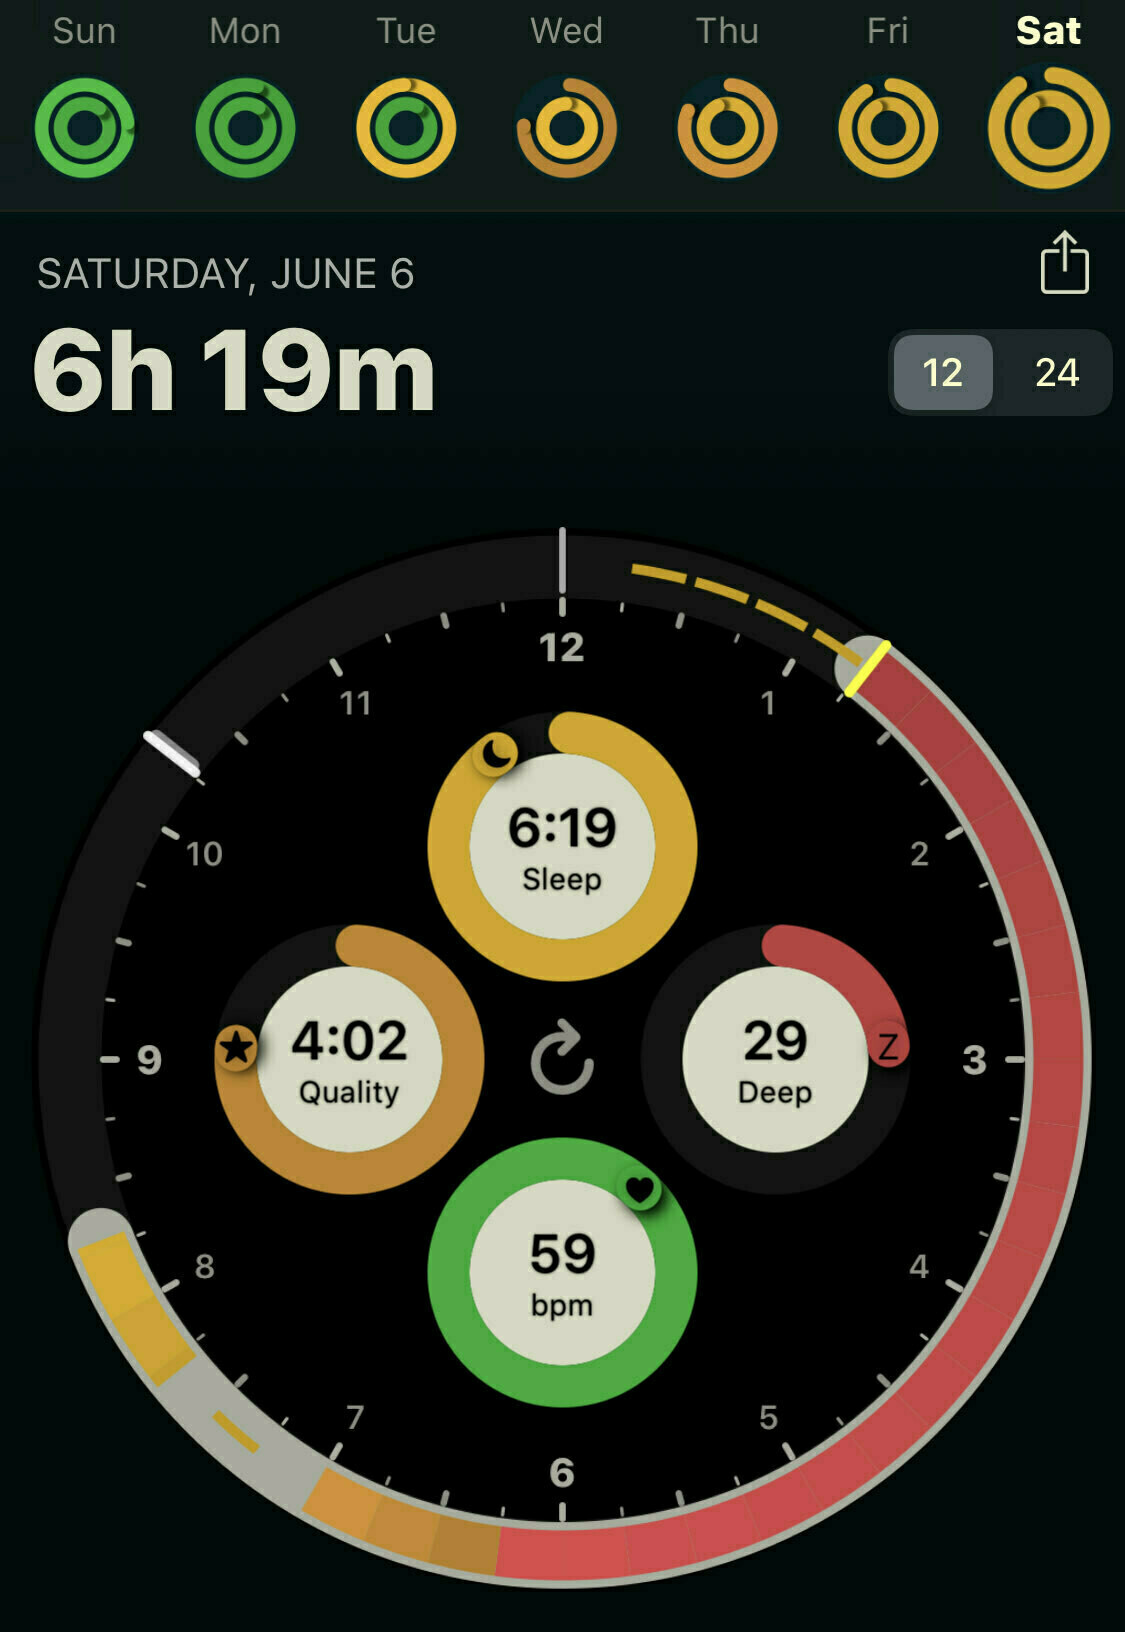 Sun Mon Tue Wed Thu Fri Sat
SATURDAY, JUNE 6
6h 19m
12 24
12
11 1
10 2
9 3
8 4
7 5
6
6:19
Sleep
4:02
Quality
29
Deep
Z
59
bpm